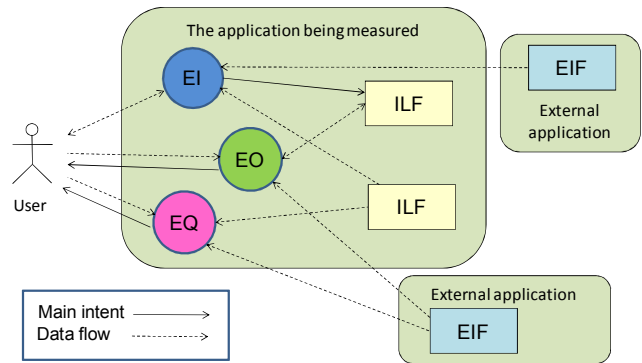 The application being measured
EI
EIF
ILF
External
application
EO
User
EQ
ILF
External application
EIF
Main intent
Data flow